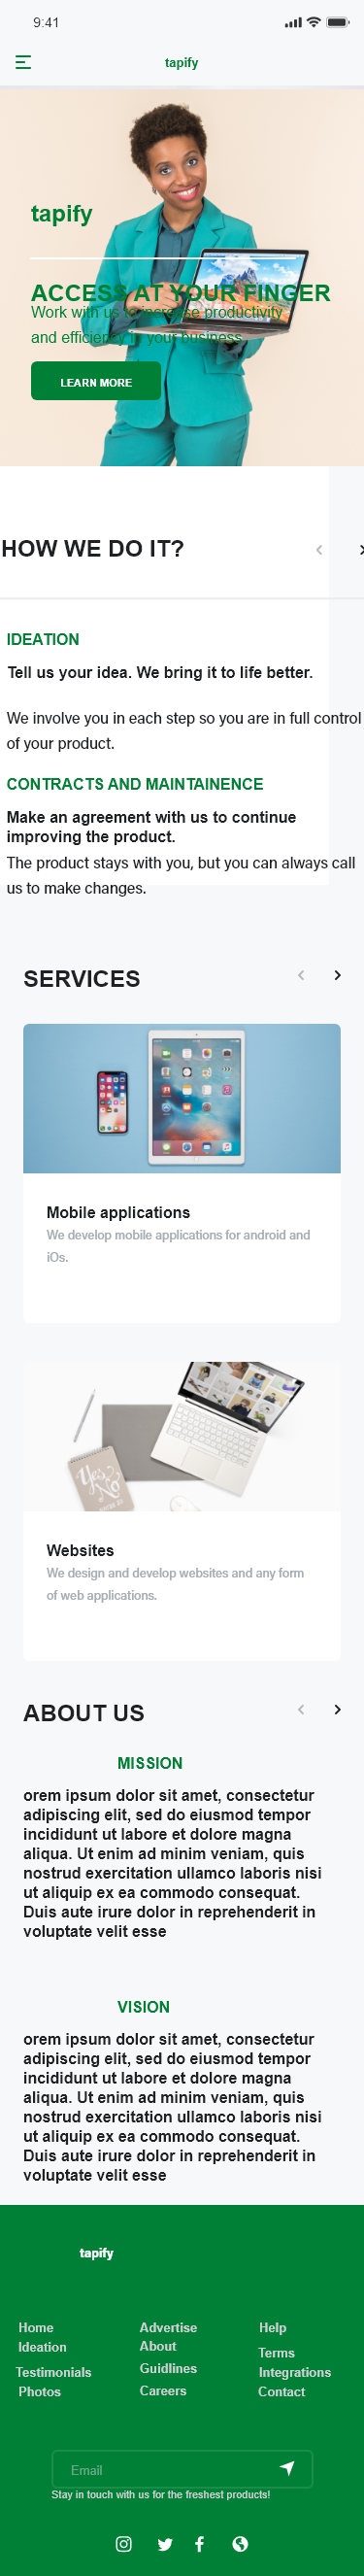 9:41
tapify
tapify
ACCESS AT YOUR FINGER
Work with us to increase productivity
and efficiency in your business
LEARN MORE
HOW WE DO IT?
IDEATION
Tell us your idea. We bring it to life better.
We involve you in each step so you are in full control
of your product.
CONTRACTS AND MAINTAINENCE
Make an agreement with us to continue
improving the product.
The product stays with you, but you can always call
us to make changes.
SERVICES
Mobile applications
We develop mobile applications for android and
iOs.
Yes
No
Websites
We design and develop websites and any form
of web applications.
ABOUT US
MISSION
orem ipsum dolor sit amet, consectetur
adipiscing elit, sed do eiusmod tempor
incididunt ut labore et dolore magna
aliqua. Ut enim ad minim veniam, quis
nostrud exercitation ullamco laboris nisi
ut aliquip ex ea commodo consequat.
Duis aute irure dolor in reprehenderit in
voluptate velit esse
VISION
orem ipsum dolor sit amet, consectetur
adipiscing elit, sed do eiusmod tempor
incididunt ut labore et dolore magna
aliqua. Ut enim ad minim veniam, quis
nostrud exercitation ullamco laboris nisi
ut aliquip ex ea commodo consequat.
Duis aute irure dolor in reprehenderit in
voluptate velit esse
tapify
Home
Ideation
Testimonials
Photos
Advertise
About
Guidlines
Careers
Help
Terms
Integrations
Contact
Email
Stay in touch with us for the freshest products!